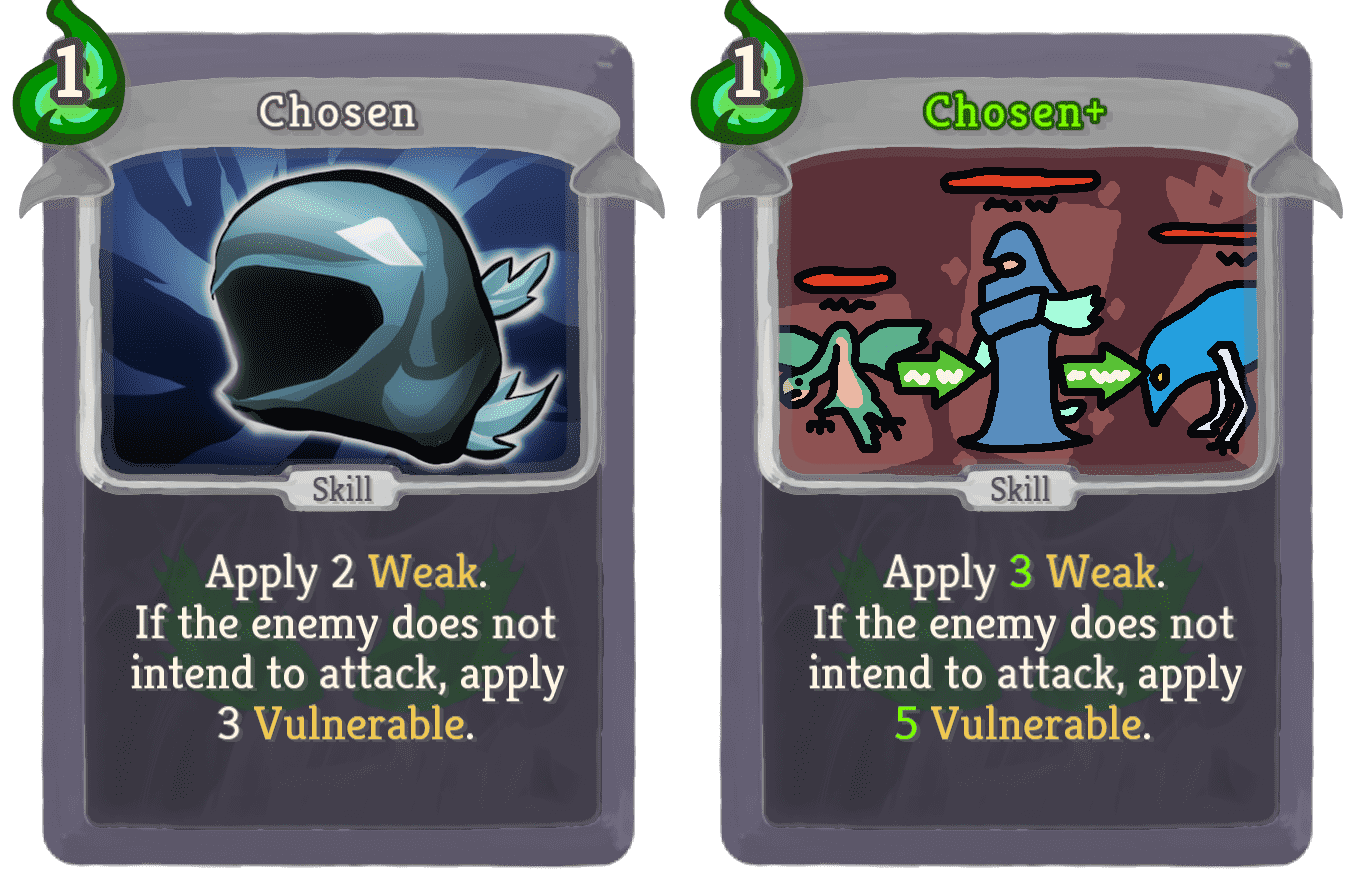 1
Chosen
Skill
Apply 2 Weak.
If the enemy does not
intend to attack, apply
3 Vulnerable.
1
Chosen+
Skill
Apply 3 Weak.
If the enemy does not
intend to attack, apply
5 Vulnerable.